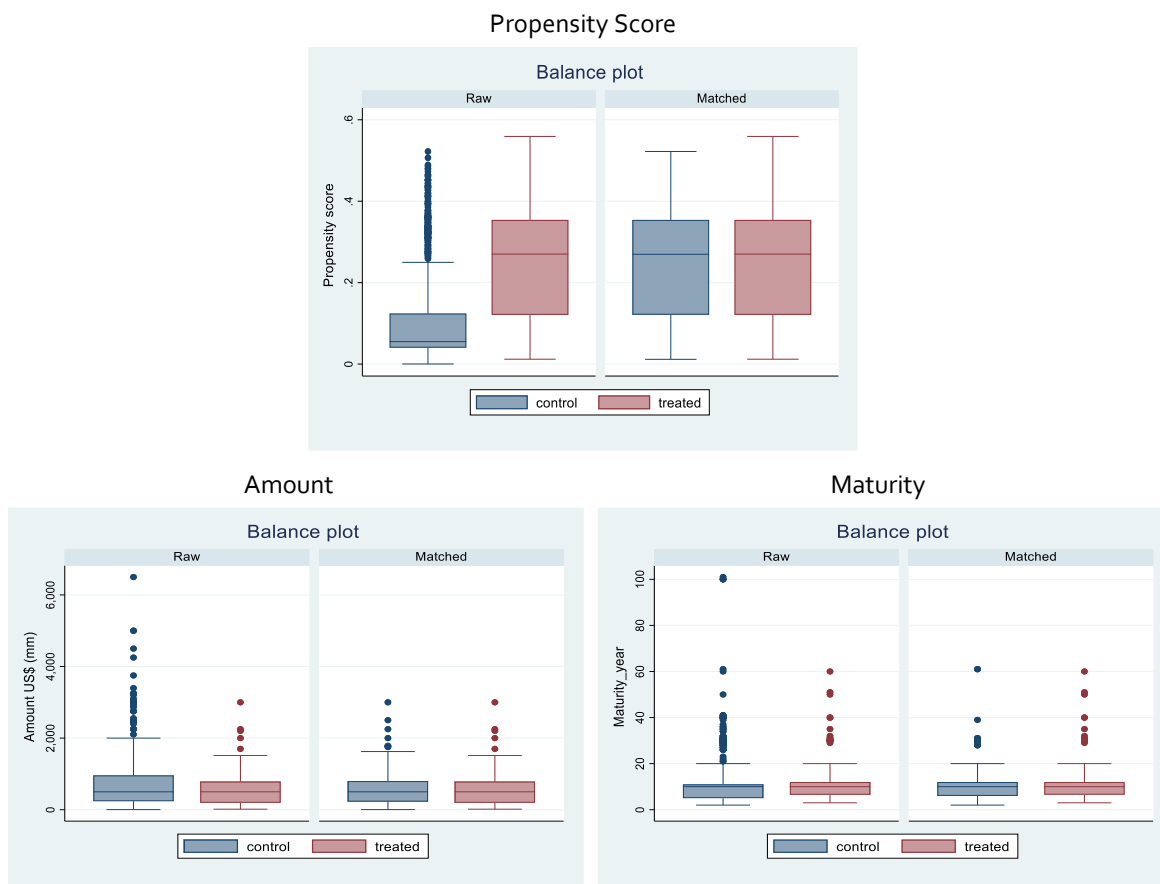 Propensity Score
Balance plot
Raw Matched
Propensity score
.6
.4
.2
0
control treated
Amount
Balance plot
Raw Matched
Amount US$ (mm)
6,000
4,000
2,000
0
control treated
Maturity
Balance plot
Raw Matched
Maturity_year
100
80
60
40
20
0
control treated